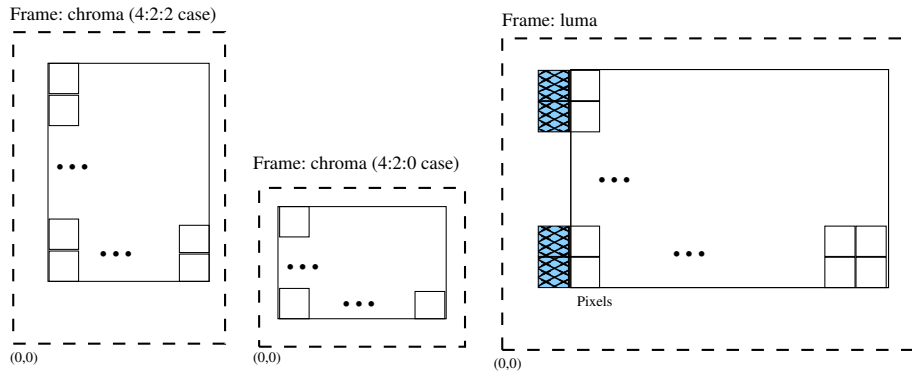 Frame: chroma (4:2:2 case)
Frame: luma
Frame: chroma (4:2:0 case)
Pixels
(0,0)
(0,0)
(0,0)